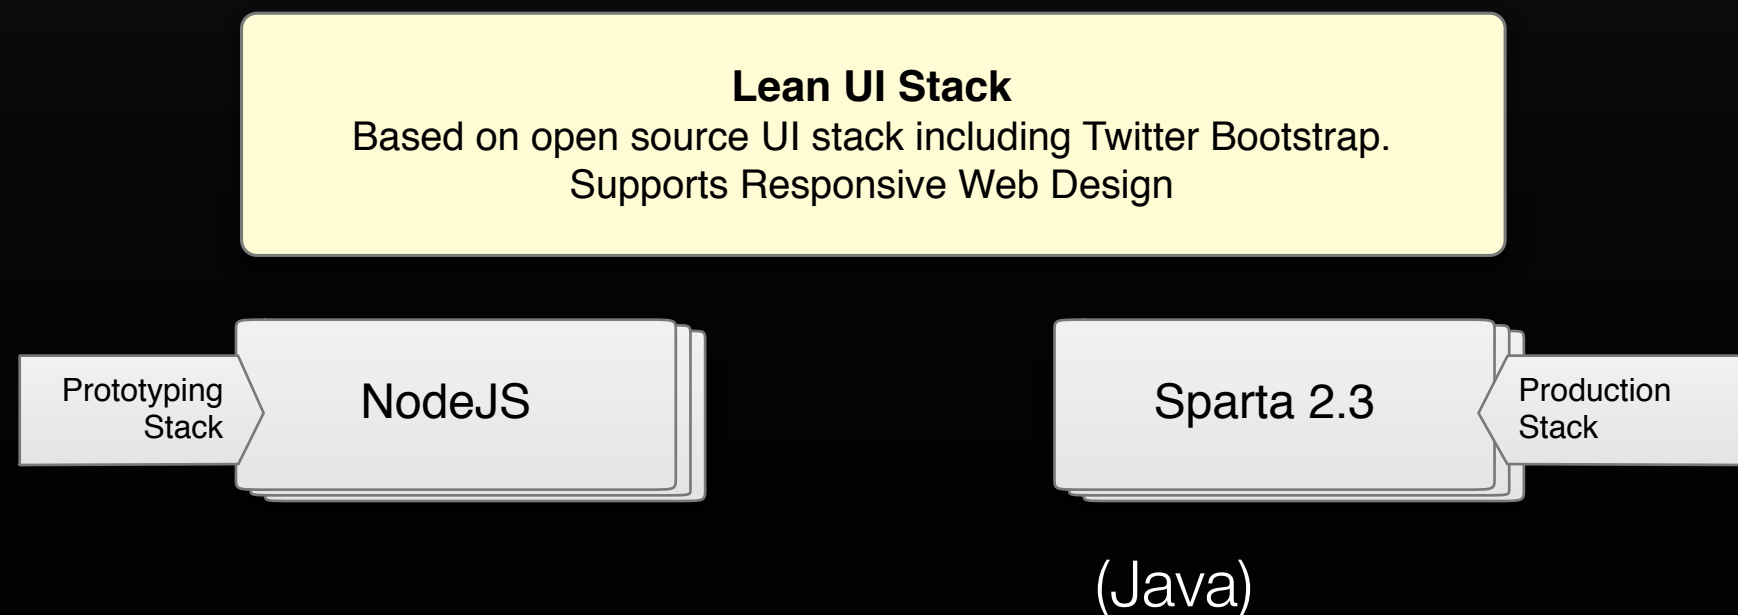 Lean UI Stack
Based on open source UI stack including Twitter Bootstrap.
Supports Responsive Web Design
Prototyping
Stack
NodeJS
Sparta 2.3
Production
Stack
(Java)